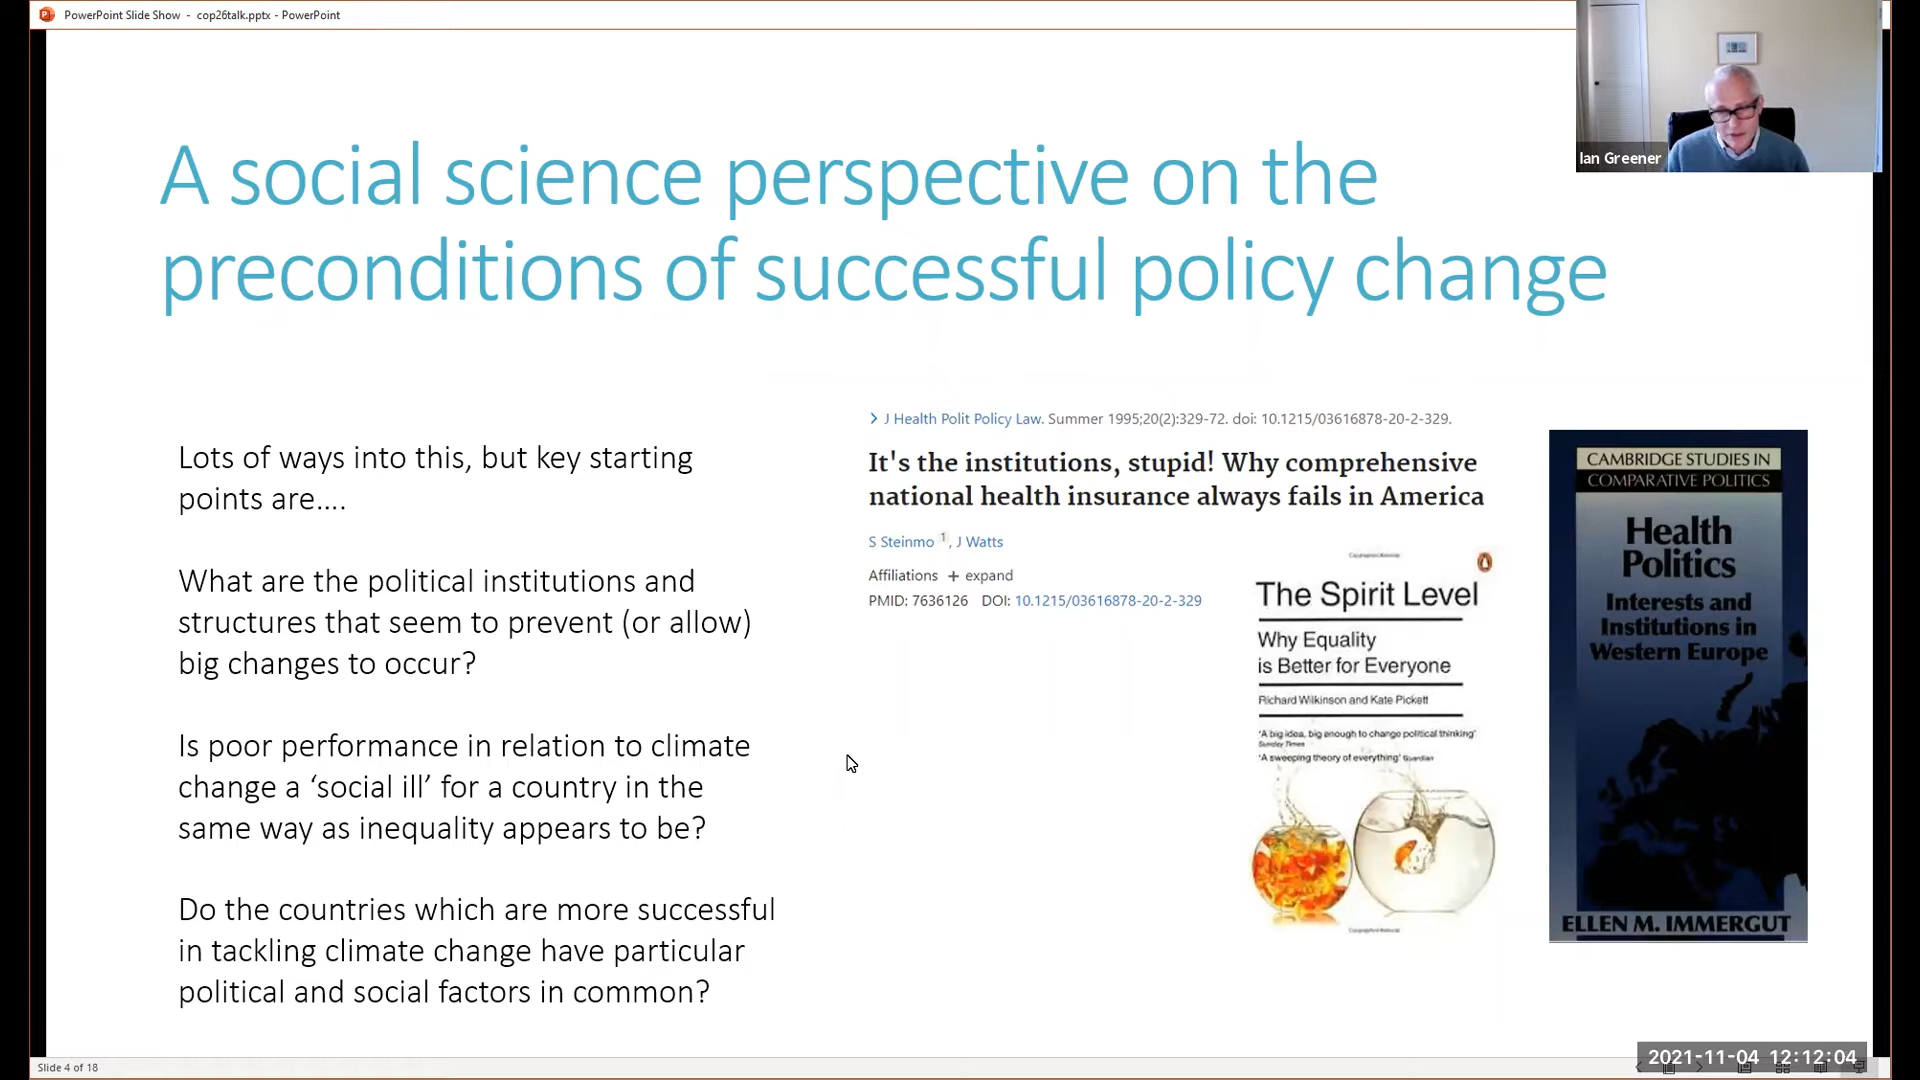 PowerPoint Slide Show - cop26talk.pptx - PowerPoint
Ian Greener
A social science perspective on the
preconditions of successful policy change
Lots of ways into this, but key starting
points are....
What are the political institutions and
structures that seem to prevent (or allow)
big changes to occur?
Is poor performance in relation to climate
change a ‘social ill’ for a country in the
same way as inequality appears to be?
Do the countries which are more successful
in tackling climate change have particular
political and social factors in common?
J Health Polit Policy Law. Summer 1995;20(2):329-72. doi: 10.1215/03616878-20-2-329.
It's the institutions, stupid! Why comprehensive
national health insurance always fails in America
S Steinmo 1, J Watts
Affiliations + expand
PMID: 7636126 DOI: 10.1215/03616878-20-2-329
Copyrighted Material
The Spirit Level
Why Equality
is Better for Everyone
Richard Wilkinson and Kate Pickett
'A big idea, big enough to change political thinking'
Sunday Times
'A sweeping theory of everything' Guardian
Copyrighted Material
CAMBRIDGE STUDIES IN
COMPARATIVE POLITICS
Health
Politics
Interests and
Institutions in
Western Europe
ELLEN M. IMMERGUT
Slide 4 of 18
2021-11-04 12:12:04